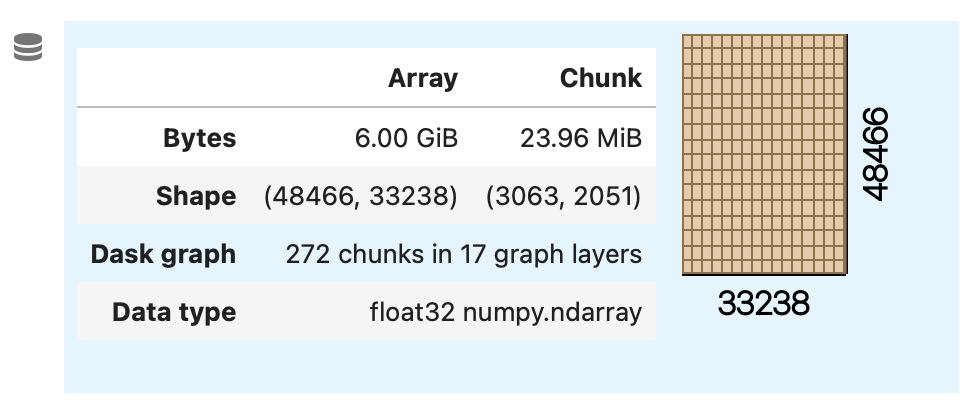 Array Chunk
Bytes 6.00 GiB 23.96 MiB
Shape (48466, 33238) (3063, 2051)
Dask graph 272 chunks in 17 graph layers
Data type float32 numpy.ndarray
48466
33238